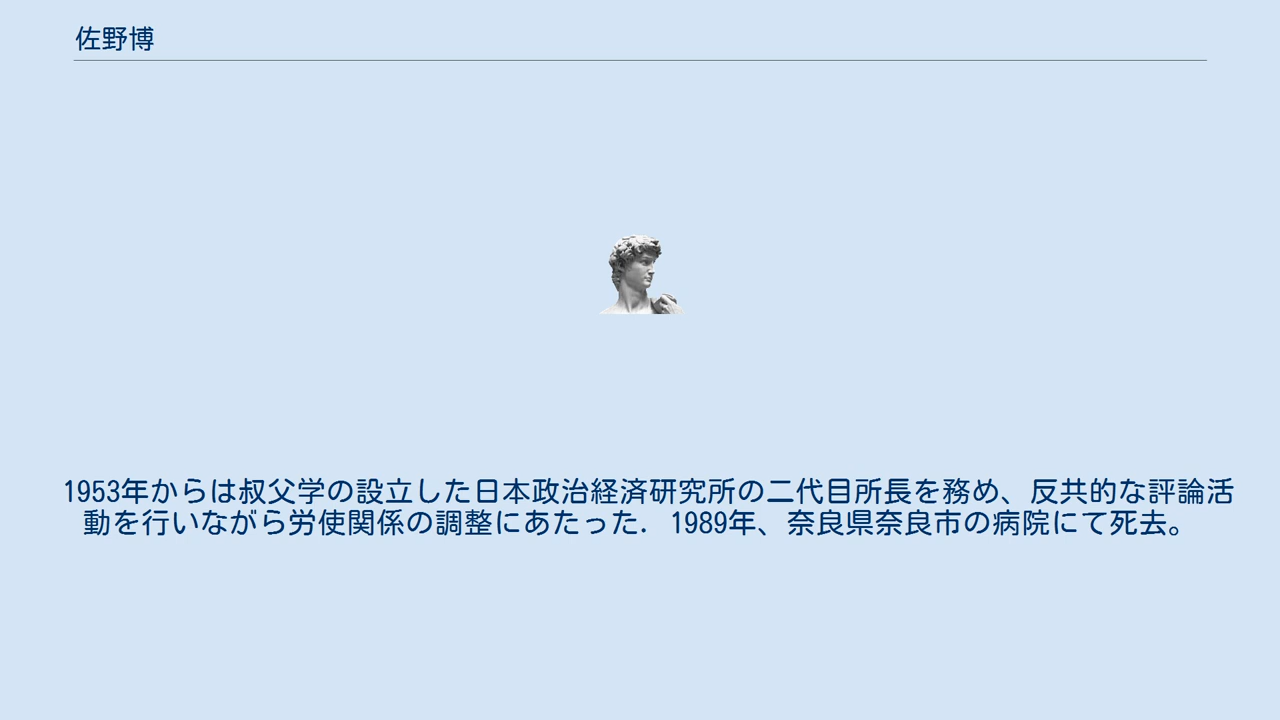 佐野博
1953年からは叔父学の設立した日本政治経済研究所の二代目所長を務め、反共的な評論活
動を行いながら労使関係の調整にあたった. 1989年、奈良県奈良市の病院にて死去。